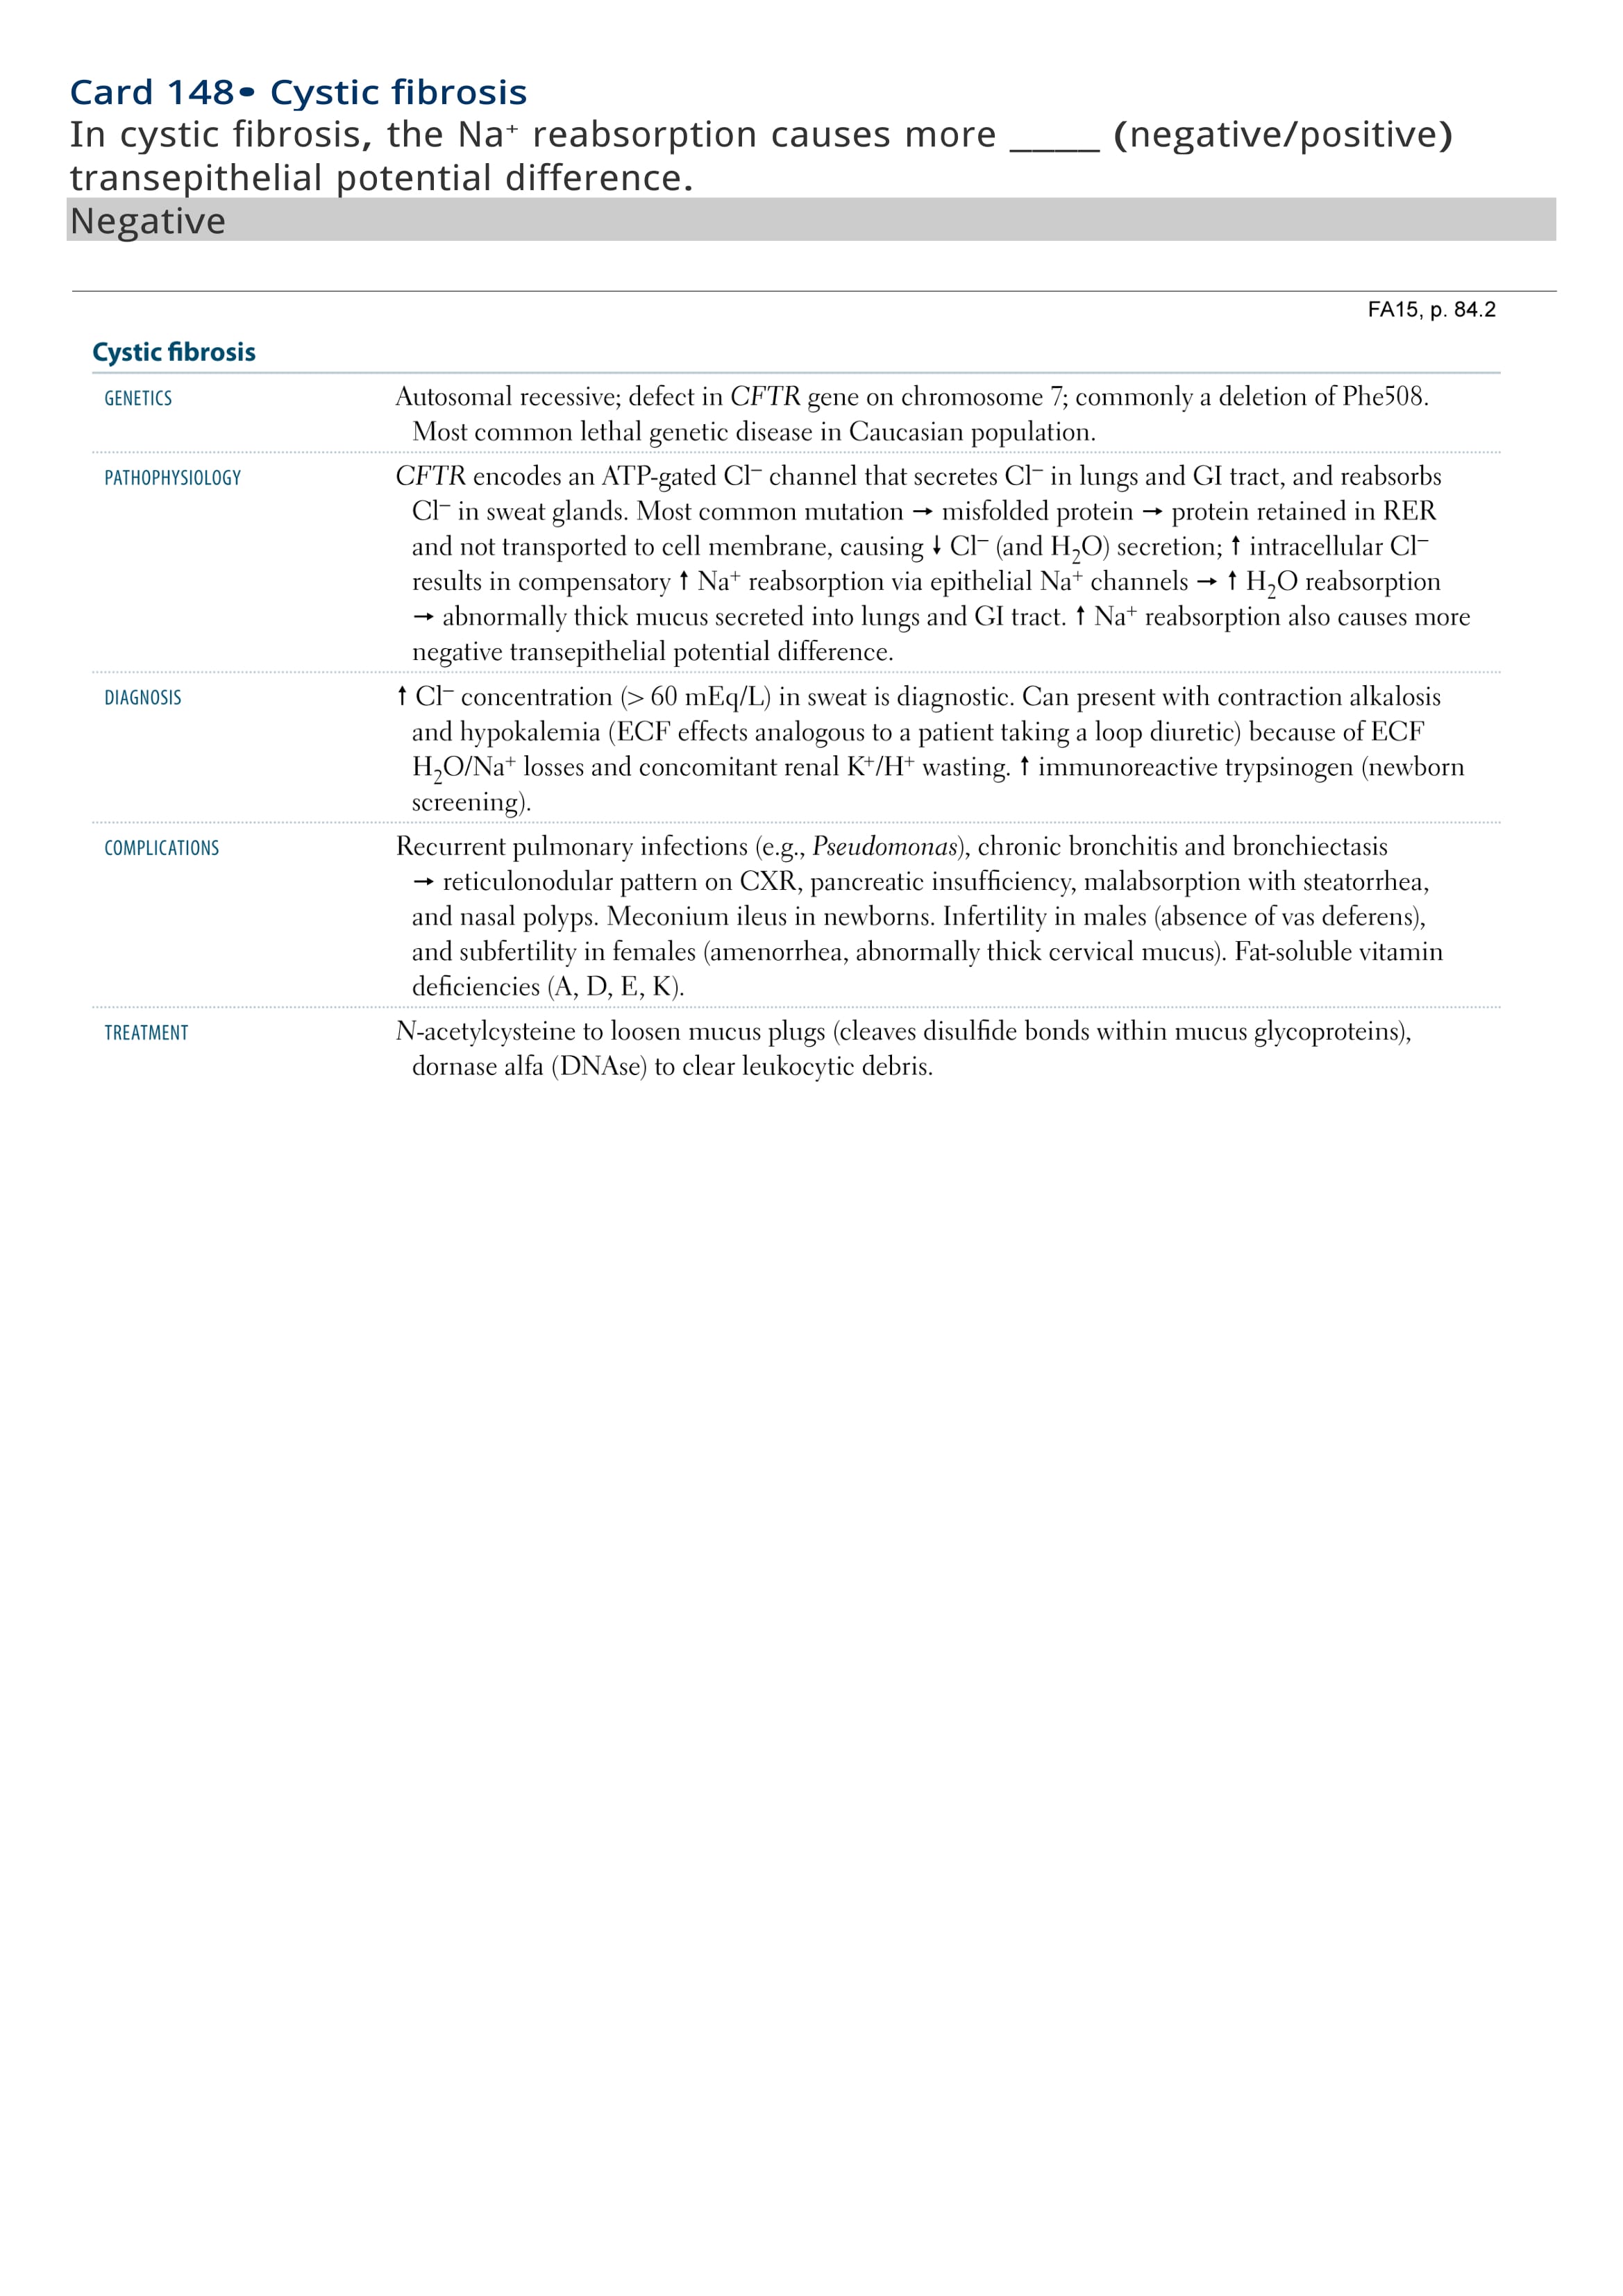 Card 148• Cystic fibrosis
In cystic fibrosis, the Na⁺ reabsorption causes more ____ (negative/positive)
transepithelial potential difference.
Negative
FA15, p. 84.2
Cystic fibrosis
GENETICS Autosomal recessive; defect in CFTR gene on chromosome 7; commonly a deletion of Phe508.
Most common lethal genetic disease in Caucasian population.
PATHOPHYSIOLOGY CFTR encodes an ATP-gated Cl⁻ channel that secretes Cl⁻ in lungs and GI tract, and reabsorbs
Cl⁻ in sweat glands. Most common mutation → misfolded protein → protein retained in RER
and not transported to cell membrane, causing ↓ Cl⁻ (and H₂O) secretion; ↑ intracellular Cl⁻
results in compensatory ↑ Na⁺ reabsorption via epithelial Na⁺ channels → ↑ H₂O reabsorption
→ abnormally thick mucus secreted into lungs and GI tract. ↑ Na⁺ reabsorption also causes more
negative transepithelial potential difference.
DIAGNOSIS ↑ Cl⁻ concentration (> 60 mEq/L) in sweat is diagnostic. Can present with contraction alkalosis
and hypokalemia (ECF effects analogous to a patient taking a loop diuretic) because of ECF
H₂O/Na⁺ losses and concomitant renal K⁺/H⁺ wasting. ↑ immunoreactive trypsinogen (newborn
screening).
COMPLICATIONS Recurrent pulmonary infections (e.g., Pseudomonas), chronic bronchitis and bronchiectasis
→ reticulonodular pattern on CXR, pancreatic insufficiency, malabsorption with steatorrhea,
and nasal polyps. Meconium ileus in newborns. Infertility in males (absence of vas deferens),
and subfertility in females (amenorrhea, abnormally thick cervical mucus). Fat-soluble vitamin
deficiencies (A, D, E, K).
TREATMENT N-acetylcysteine to loosen mucus plugs (cleaves disulfide bonds within mucus glycoproteins),
dornase alfa (DNAse) to clear leukocytic debris.